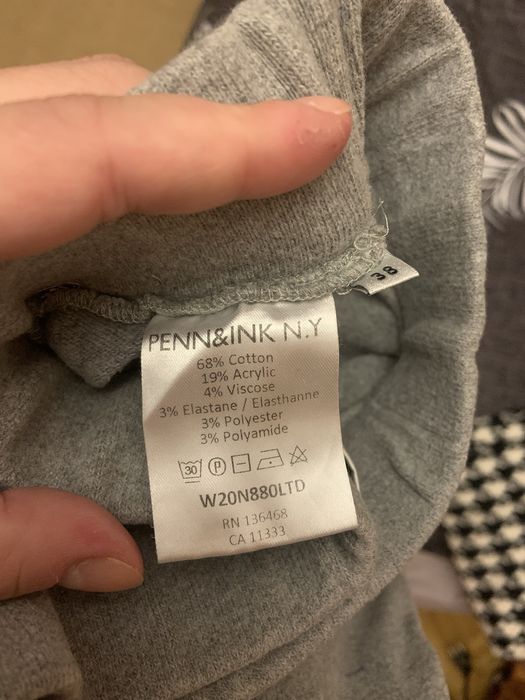 38
PENN&INK N.Y
68% Cotton
19% Acrylic
4% Viscose
3% Elastane / Elasthanne
3% Polyester
3% Polyamide
30 P
W20N880LTD
RN 136468
CA 11333